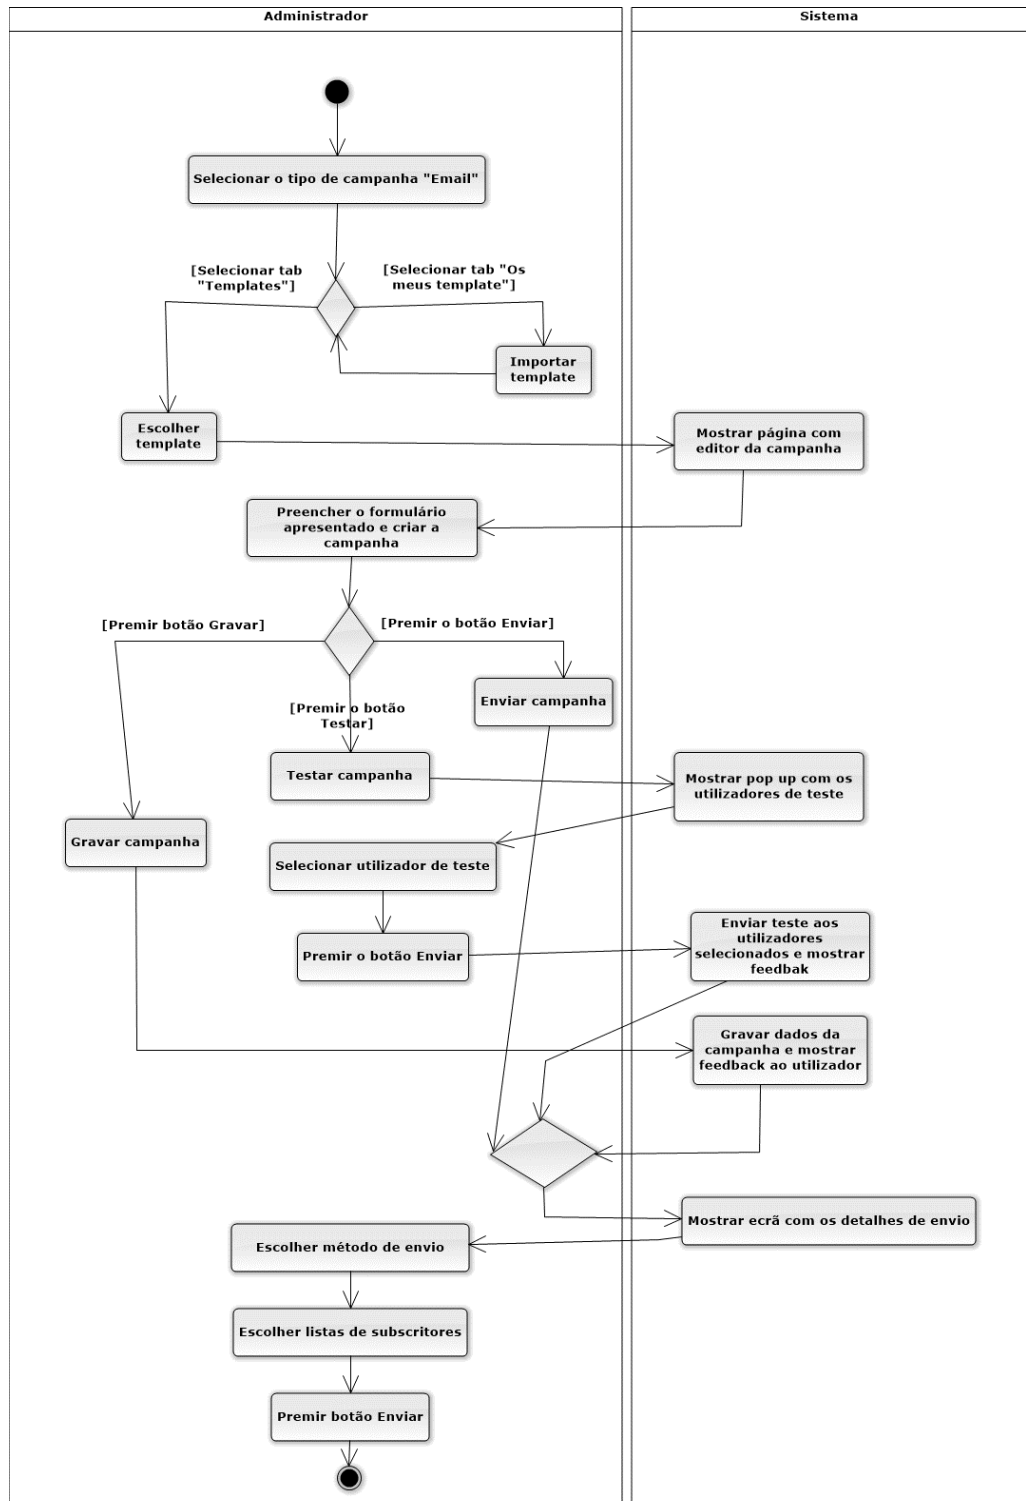 Administrador
Sistema
Selecionar o tipo de campanha "Email"
[Selecionar tab
"Templates"]
[Selecionar tab "Os
meus template"]
Importar
template
Escolher
template
Mostrar página com
editor da campanha
Preencher o formulário
apresentado e criar a
campanha
[Premir botão Gravar]
[Premir o botão Enviar]
Enviar campanha
[Premir o botão
Testar]
Testar campanha
Mostrar pop up com os
utilizadores de teste
Gravar campanha
Selecionar utilizador de teste
Premir o botão Enviar
Enviar teste aos
utilizadores
selecionados e mostrar
feedbak
Gravar dados da
campanha e mostrar
feedback ao utilizador
Mostrar ecrã com os detalhes de envio
Escolher método de envio
Escolher listas de subscritores
Premir botão Enviar